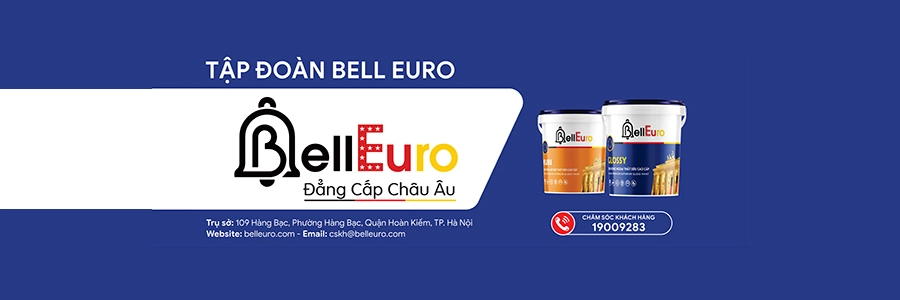 TẬP ĐOÀN BELL EURO
BellEuro
Đẳng Cấp Châu Âu
BellEuro
BellEuro
GLOSSY
Trụ sở: 109 Hàng Bạc, Phường Hàng Bạc, Quận Hoàn Kiếm, TP. Hà Nội
Website: belleuro.com - Email: cskh@belleuro.com
CHĂM SÓC KHÁCH HÀNG
19009283